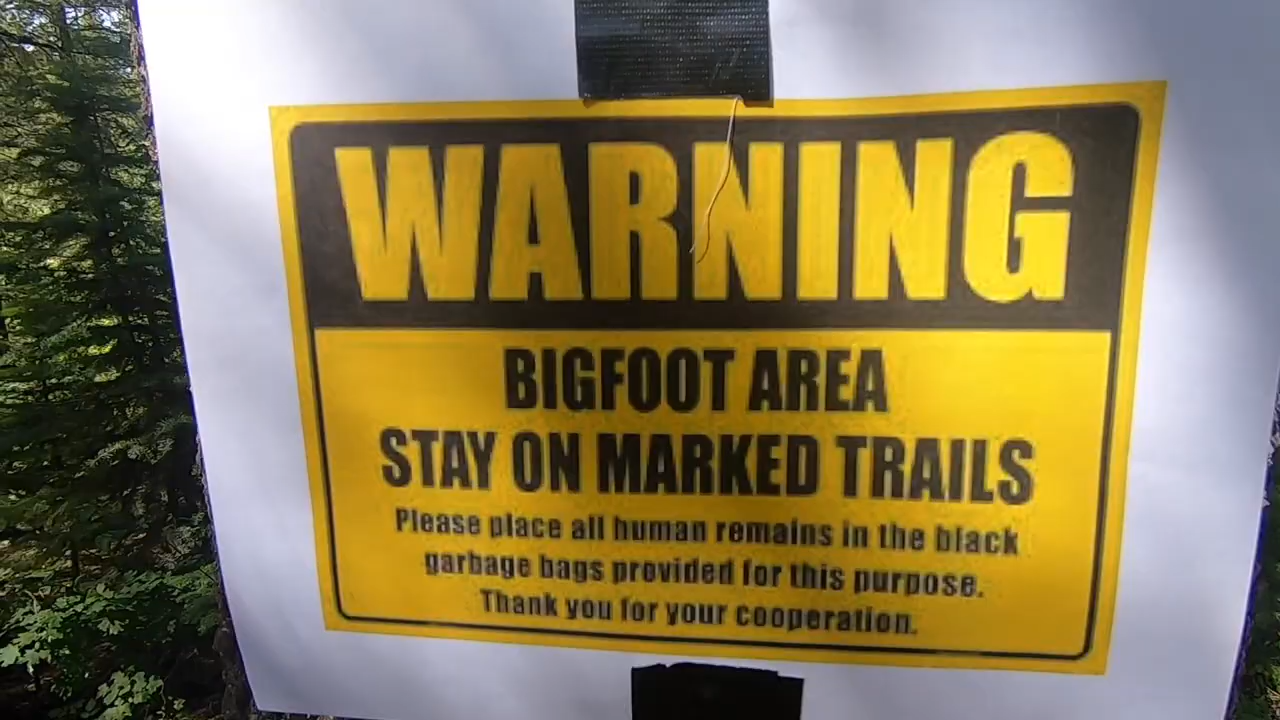 WARNING
BIGFOOT AREA
STAY ON MARKED TRAILS
Please place all human remains in the black
garbage bags provided for this purpose.
Thank you for your cooperation.